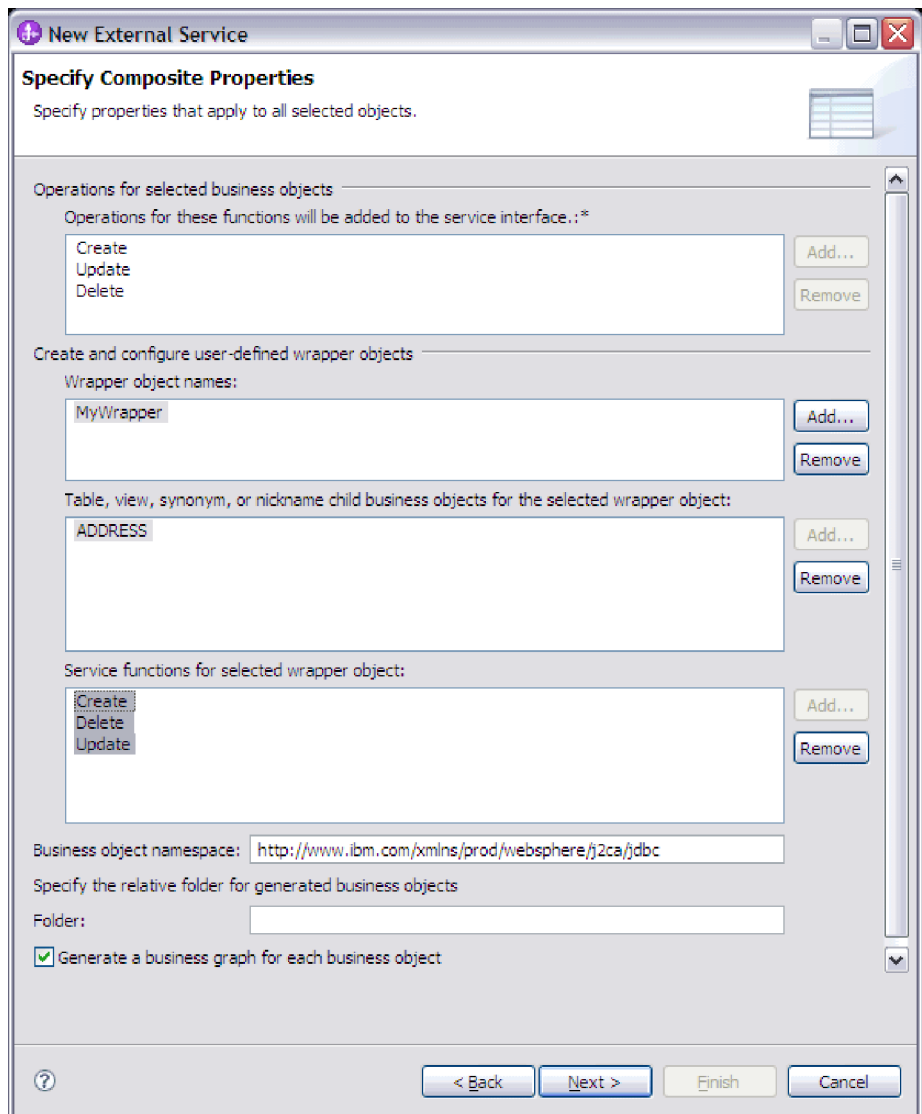 New External Service
Specify Composite Properties
Specify properties that apply to all selected objects.
Operations for selected business objects
Operations for these functions will be added to the service interface.:*
Create
Update
Delete
Add...
Remove
Create and configure user-defined wrapper objects
Wrapper object names:
MyWrapper
Add...
Remove
Table, view, synonym, or nickname child business objects for the selected wrapper object:
ADDRESS
Add...
Remove
Service functions for selected wrapper object:
Create
Delete
Update
Add...
Remove
Business object namespace: http://www.ibm.com/xmlns/prod/websphere/j2ca/jdbc
Specify the relative folder for generated business objects
Folder:
Generate a business graph for each business object
? < Back Next > Finish Cancel